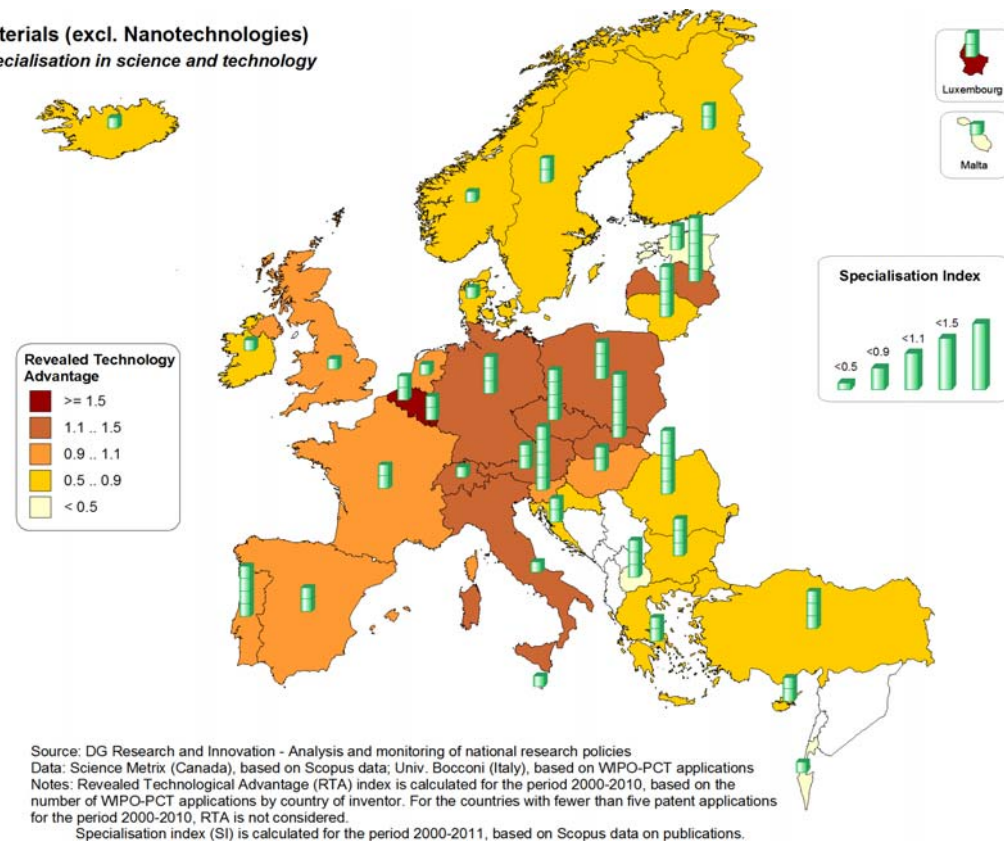 terials (excl. Nanotechnologies)
ecialisation in science and technology
Luxembourg
Malta
Specialisation Index
<0.5
<0.9
<1.1
<1.5
Revealed Technology
Advantage
>= 1.5
1.1 .. 1.5
0.9 .. 1.1
0.5 .. 0.9
< 0.5
Source: DG Research and Innovation - Analysis and monitoring of national research policies
Data: Science Metrix (Canada), based on Scopus data; Univ. Bocconi (Italy), based on WIPO-PCT applications
Notes: Revealed Technological Advantage (RTA) index is calculated for the period 2000-2010, based on the
number of WIPO-PCT applications by country of inventor. For the countries with fewer than five patent applications
for the period 2000-2010, RTA is not considered.
Specialisation index (SI) is calculated for the period 2000-2011, based on Scopus data on publications.